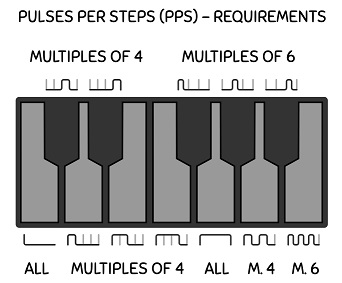 PULSES PER STEPS (PPS) – REQUIREMENTS
MULTIPLES OF 4 MULTIPLES OF 6
ALL MULTIPLES OF 4 ALL M. 4 M. 6